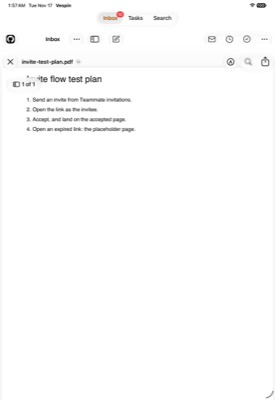 1:57 AM Tue Nov 17 Veepin
Inbox Tasks Search
Inbox
invite-test-plan.pdf
Invite flow test plan
1 of 1
1. Send an invite from Teammate invitations.
2. Open the link as the invitee.
3. Accept, and land on the accepted page.
4. Open an expired link: the placeholder page.